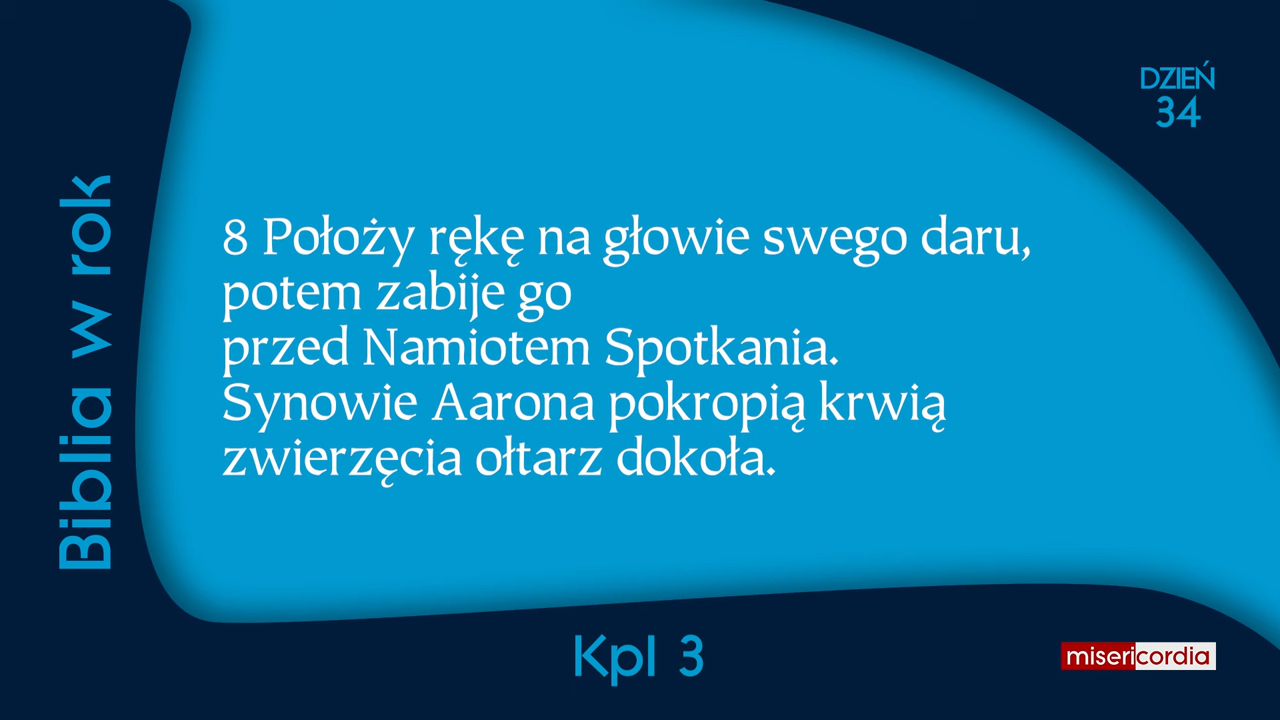 DZIEŃ
34
Biblia w rok
8 Położy rękę na głowie swego daru,
potem zabije go
przed Namiotem Spotkania.
Synowie Aarona pokropią krwią
zwierzęcia ołtarz dokoła.
Kpl 3
misericordia